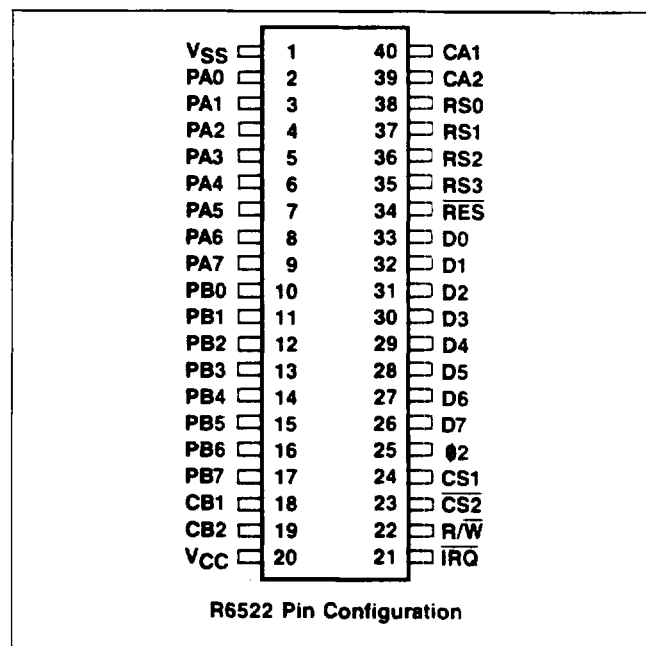 VSS 1 40 CA1
PA0 2 39 CA2
PA1 3 38 RS0
PA2 4 37 RS1
PA3 5 36 RS2
PA4 6 35 RS3
PA5 7 34 R̅E̅S̅
PA6 8 33 D0
PA7 9 32 D1
PB0 10 31 D2
PB1 11 30 D3
PB2 12 29 D4
PB3 13 28 D5
PB4 14 27 D6
PB5 15 26 D7
PB6 16 25 ϕ2
PB7 17 24 CS1
CB1 18 23 C̅S̅2̅
CB2 19 22 R/W̅
VCC 20 21 I̅R̅Q̅
R6522 Pin Configuration